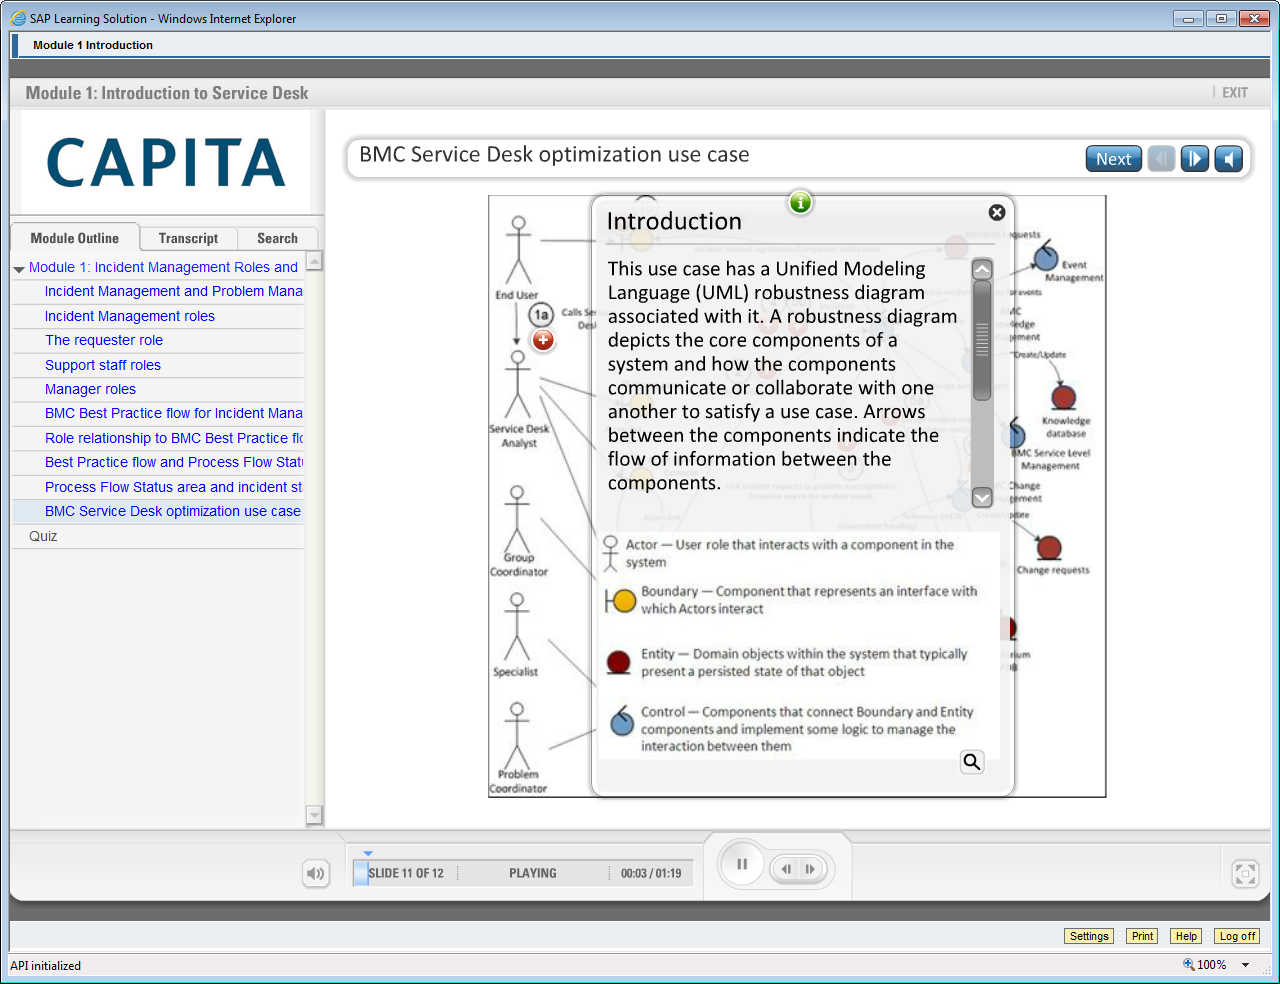 SAP Learning Solution - Windows Internet Explorer
Module 1 Introduction
Module 1: Introduction to Service Desk
EXIT
CAPITA
BMC Service Desk optimization use case
Next
Module Outline
Transcript
Search
Module 1: Incident Management Roles and
Incident Management and Problem Mana
Incident Management roles
The requester role
Support staff roles
Manager roles
BMC Best Practice flow for Incident Mana
Role relationship to BMC Best Practice flo
Best Practice flow and Process Flow Statu
Process Flow Status area and incident st
BMC Service Desk optimization use case
Quiz
End User
1a
Calls Se
Desk
Service Desk
Analyst
Group
Coordinator
Specialist
Problem
Coordinator
Introduction
This use case has a Unified Modeling
Language (UML) robustness diagram
associated with it. A robustness diagram
depicts the core components of a
system and how the components
communicate or collaborate with one
another to satisfy a use case. Arrows
between the components indicate the
flow of information between the
components.
Actor — User role that interacts with a component in the
system
Boundary — Component that represents an interface with
which Actors interact
Entity — Domain objects within the system that typically
present a persisted state of that object
Control — Components that connect Boundary and Entity
components and implement some logic to manage the
interaction between them
requests
Event
Management
or events
Create/Update
Knowledge
database
BMC Service Level
Management
Change
gement
Change requests
SLIDE 11 OF 12
PLAYING
00:03 / 01:19
Settings
Print
Help
Log off
API initialized
100%